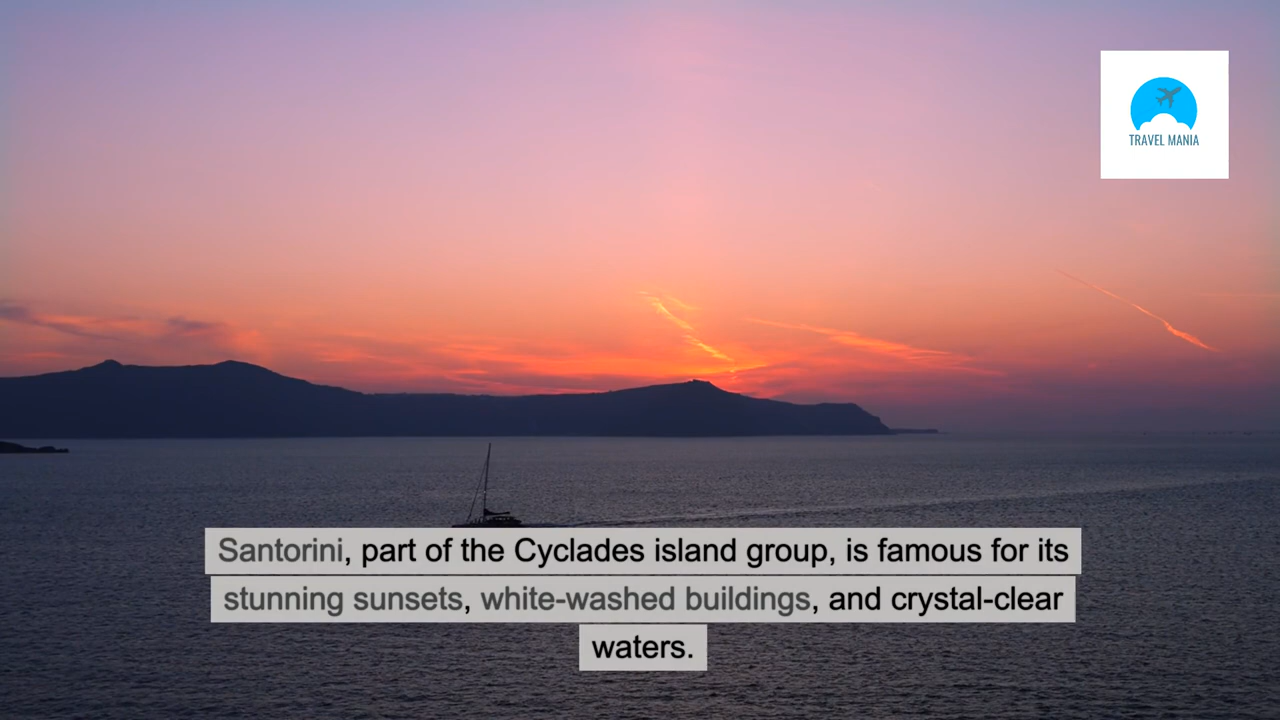 TRAVEL MANIA
Santorini, part of the Cyclades island group, is famous for its
stunning sunsets, white-washed buildings, and crystal-clear
waters.